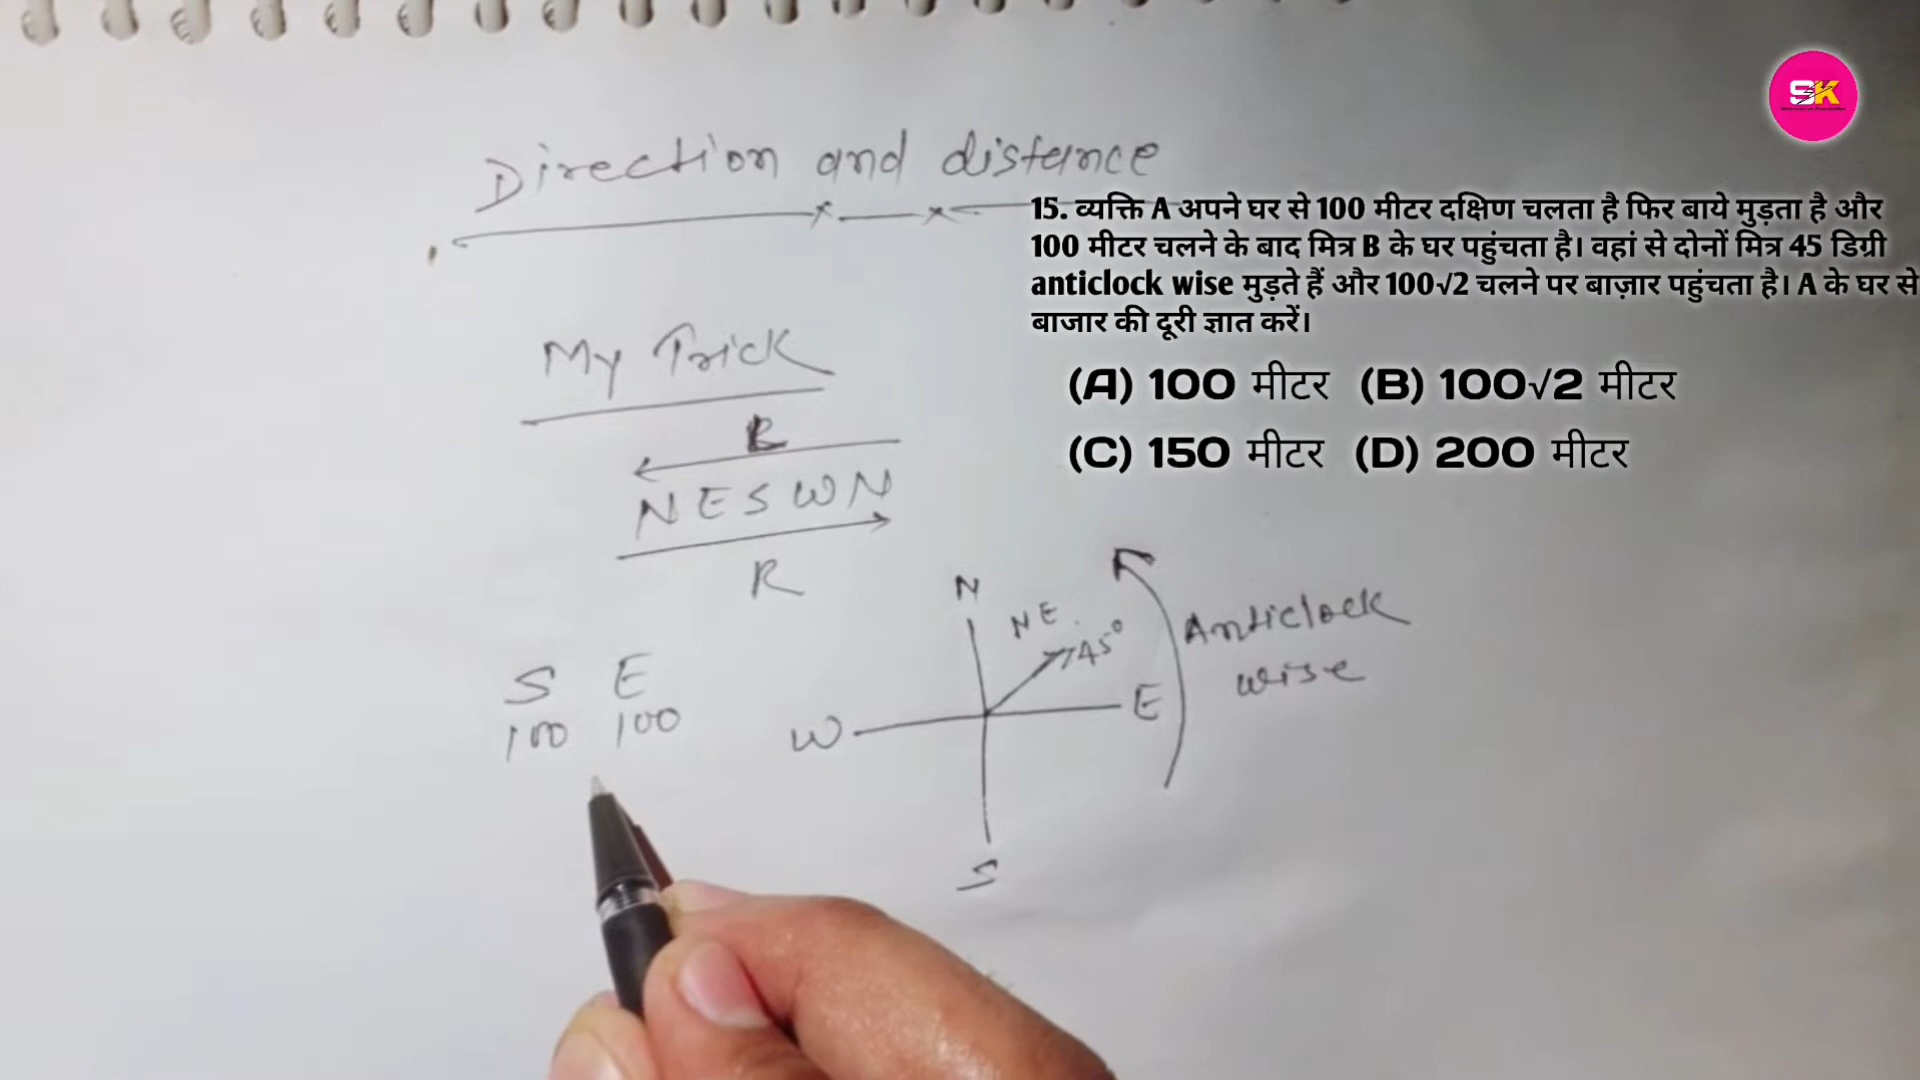 SK
Direction and distance
15. व्यक्ति A अपने घर से 100 मीटर दक्षिण चलता है फिर बाये मुड़ता है और
100 मीटर चलने के बाद मित्र B के घर पहुंचता है। वहां से दोनों मित्र 45 डिग्री
anticlock wise मुड़ते हैं और 100√2 चलने पर बाज़ार पहुंचता है। A के घर से
बाजार की दूरी ज्ञात करें।
(A) 100 मीटर (B) 100√2 मीटर
(C) 150 मीटर (D) 200 मीटर
My Trick
N E S W N
R
N
NE
45°
Anticlock
wise
S E
100 100
W
E
S